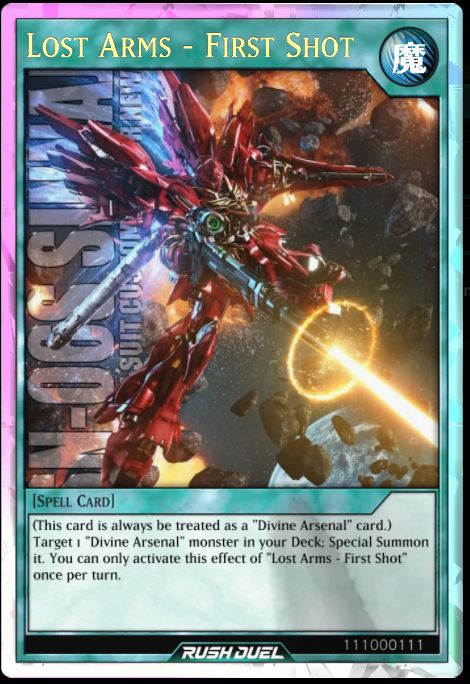 Lost Arms - First Shot
魔
[Spell Card]
(This card is always be treated as a "Divine Arsenal" card.)
Target 1 "Divine Arsenal" monster in your Deck; Special Summon
it. You can only activate this effect of "Lost Arms - First Shot"
once per turn.
111000111
RUSH DUEL